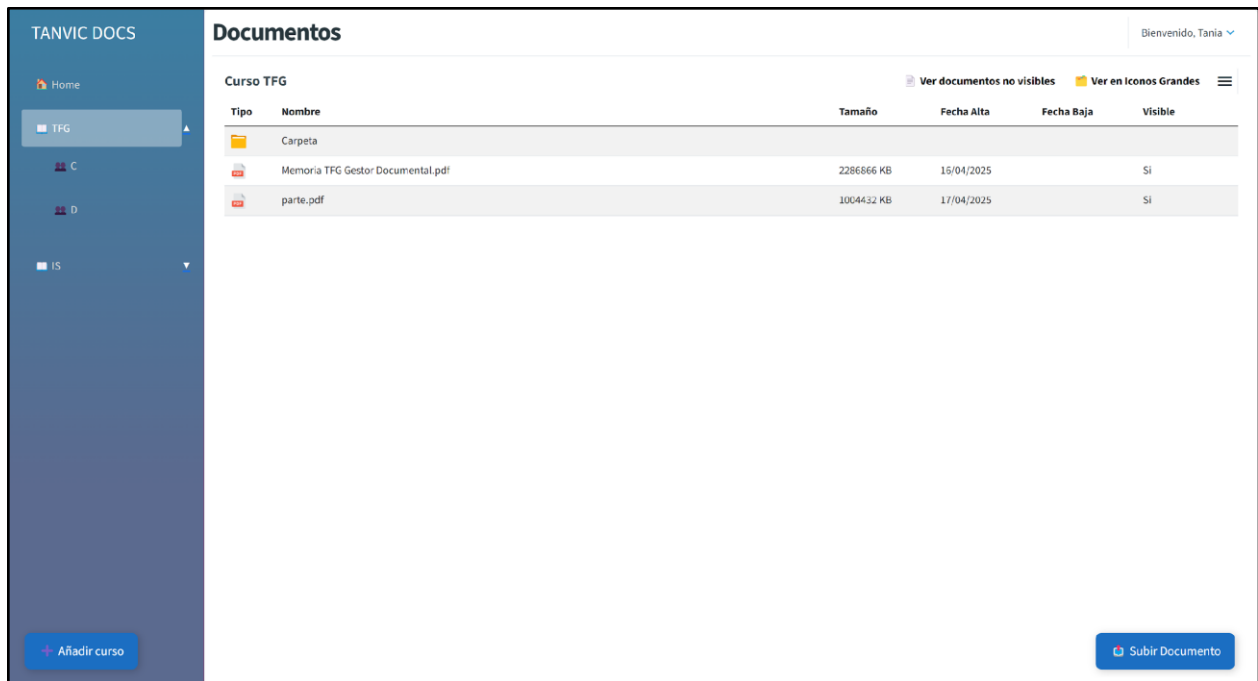 TANVIC DOCS
Documentos
Bienvenido, Tania
Home
TFG
C
D
IS
Añadir curso
Curso TFG
Ver documentos no visibles
Ver en Iconos Grandes
Tipo Nombre Tamaño Fecha Alta Fecha Baja Visible
Carpeta
Memoria TFG Gestor Documental.pdf 2286866 KB 16/04/2025 Si
parte.pdf 1004432 KB 17/04/2025 Si
Subir Documento